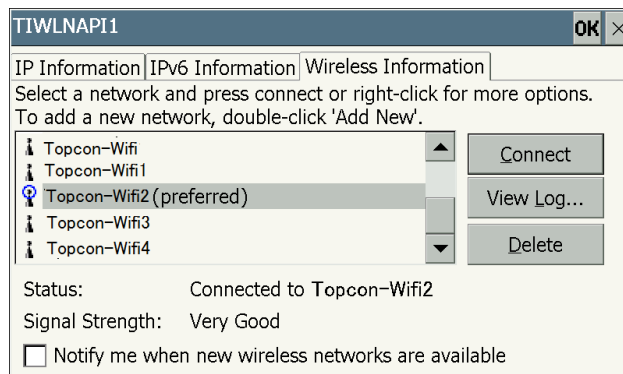 TIWLNAPI1 OK ×
IP Information IPv6 Information Wireless Information
Select a network and press connect or right-click for more options.
To add a new network, double-click 'Add New'.
Topcon-Wifi
Topcon-Wifi1
Topcon-Wifi2 (preferred)
Topcon-Wifi3
Topcon-Wifi4
Connect
View Log...
Delete
Status: Connected to Topcon-Wifi2
Signal Strength: Very Good
Notify me when new wireless networks are available